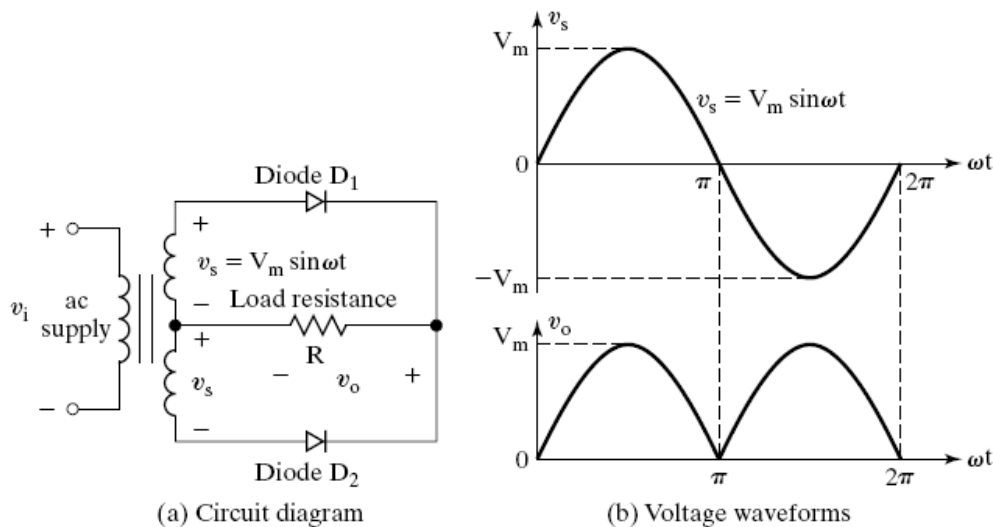 Diode D₁
+
+
vₛ = Vₘ sinωt
−
Load resistance
vᵢ
ac
supply
+
R
vₛ
−
vₒ
+
−
−
Diode D₂
(a) Circuit diagram
vₛ
Vₘ
vₛ = Vₘ sinωt
0
π
2π
ωt
−Vₘ
vₒ
Vₘ
0
π
2π
ωt
(b) Voltage waveforms